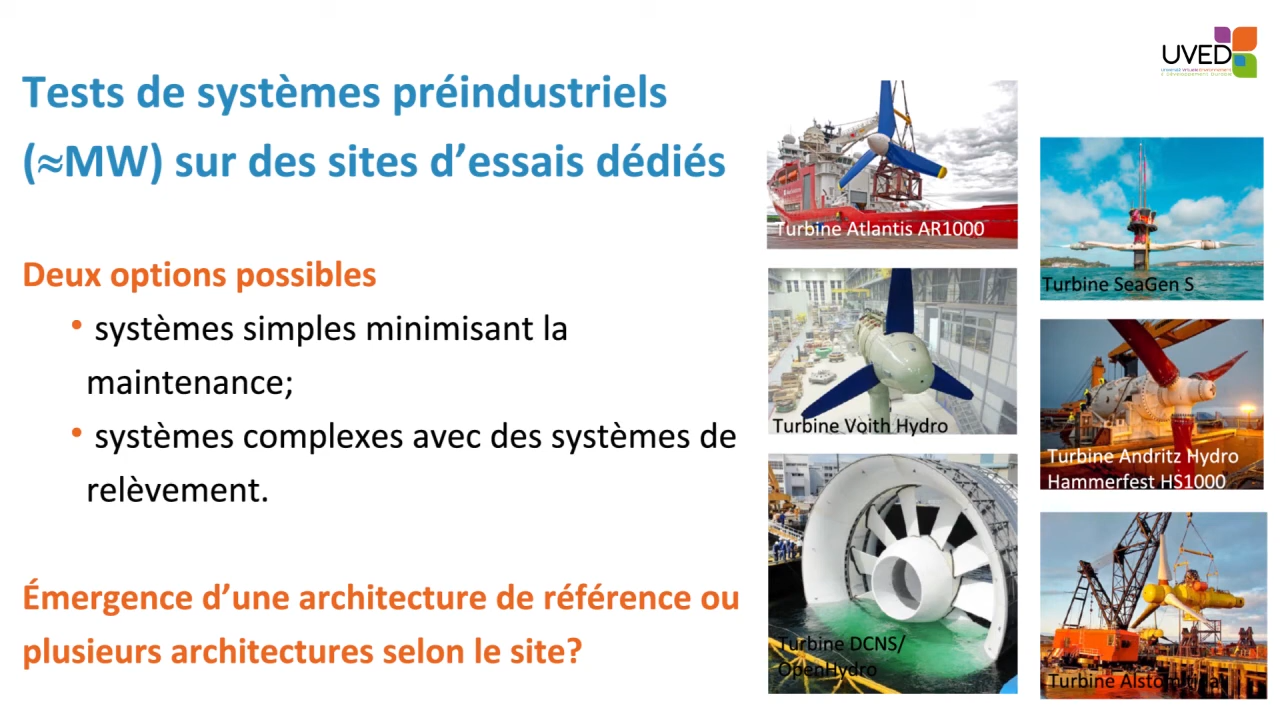 UVED
Tests de systèmes préindustriels
(≈MW) sur des sites d’essais dédiés
Deux options possibles
• systèmes simples minimisant la
maintenance;
• systèmes complexes avec des systèmes de
relèvement.
Émergence d’une architecture de référence ou
plusieurs architectures selon le site?
Turbine Atlantis AR1000
Turbine SeaGen S
Turbine Voith Hydro
Turbine Andritz Hydro
Hammerfest HS1000
Turbine DCNS/
OpenHydro
Turbine Alstom